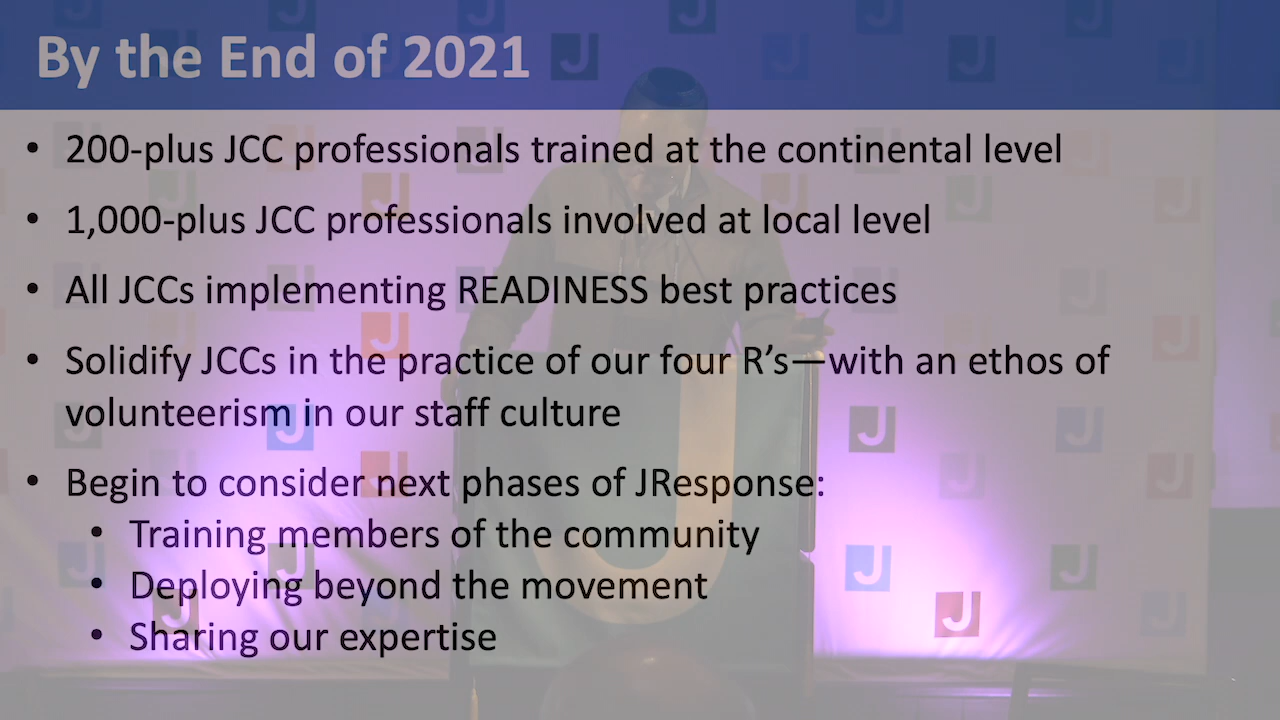 By the End of 2021
• 200-plus JCC professionals trained at the continental level
• 1,000-plus JCC professionals involved at local level
• All JCCs implementing READINESS best practices
• Solidify JCCs in the practice of our four R's—with an ethos of
volunteerism in our staff culture
• Begin to consider next phases of JResponse:
• Training members of the community
• Deploying beyond the movement
• Sharing our expertise